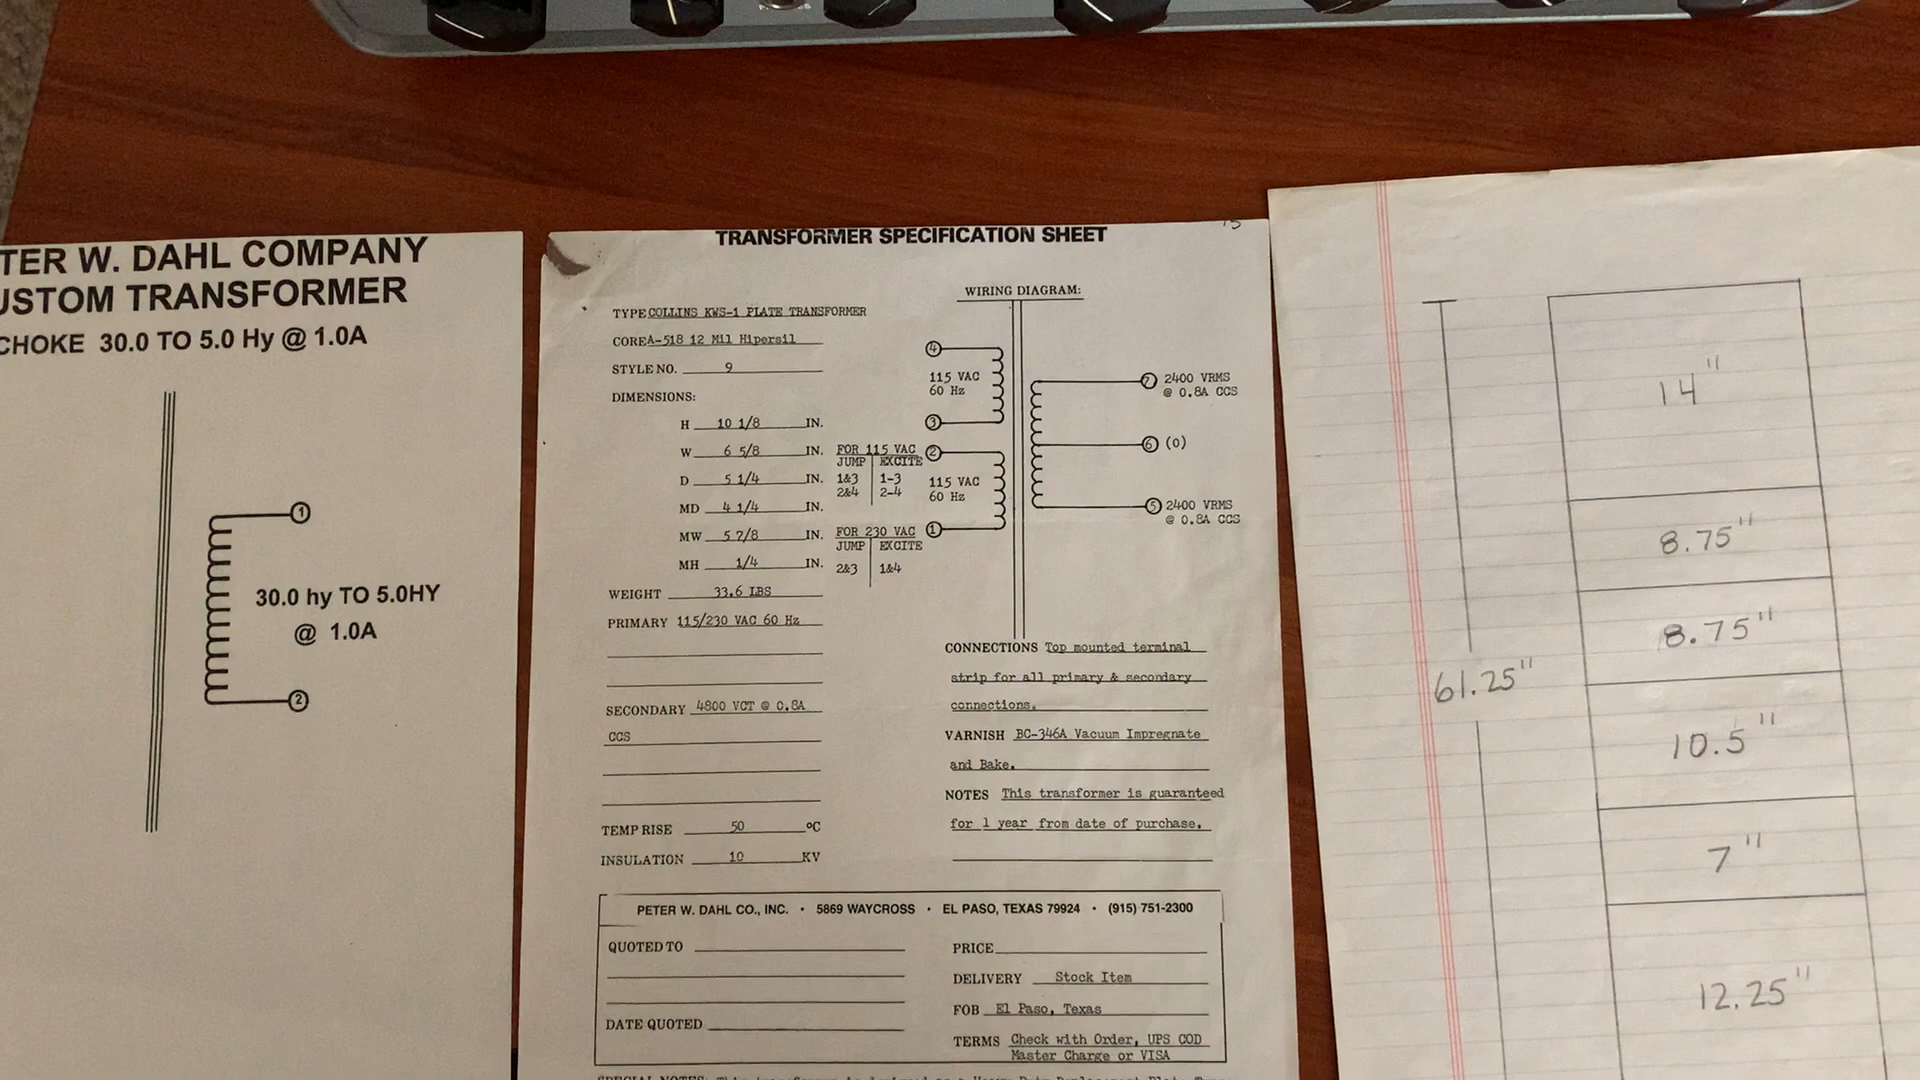 TER W. DAHL COMPANY
USTOM TRANSFORMER
CHOKE 30.0 TO 5.0 Hy @ 1.0A
1
30.0 hy TO 5.0HY
@ 1.0A
2
TRANSFORMER SPECIFICATION SHEET
TYPE COLLINS KWS-1 PLATE TRANSFORMER
CORE A-518 12 Mil Hipersil
STYLE NO. 9
DIMENSIONS:
H 10 1/8 IN.
W 6 5/8 IN.
D 5 1/4 IN.
MD 4 1/4 IN.
MW 5 7/8 IN.
MH 1/4 IN.
WEIGHT 33.6 LBS
PRIMARY 115/230 VAC 60 Hz
SECONDARY 4800 VCT @ 0.8A
CCS
TEMP RISE 50 ºC
INSULATION 10 KV
WIRING DIAGRAM:
4
115 VAC
60 Hz
3
FOR 115 VAC
JUMP EXCITE
1&3 1-3
2&4 2-4
2
115 VAC
60 Hz
FOR 230 VAC
JUMP EXCITE
2&3 1&4
1
7 2400 VRMS
@ 0.8A CCS
6 (0)
5 2400 VRMS
@ 0.8A CCS
CONNECTIONS Top mounted terminal
strip for all primary & secondary
connections.
VARNISH BC-346A Vacuum Impregnate
and Bake.
NOTES This transformer is guaranteed
for 1 year from date of purchase.
PETER W. DAHL CO., INC. • 5869 WAYCROSS • EL PASO, TEXAS 79924 • (915) 751-2300
QUOTED TO
DATE QUOTED
PRICE
DELIVERY Stock Item
FOB El Paso, Texas
TERMS Check with Order, UPS COD
Master Charge or VISA
61.25"
14"
8.75"
8.75"
10.5"
7"
12.25"